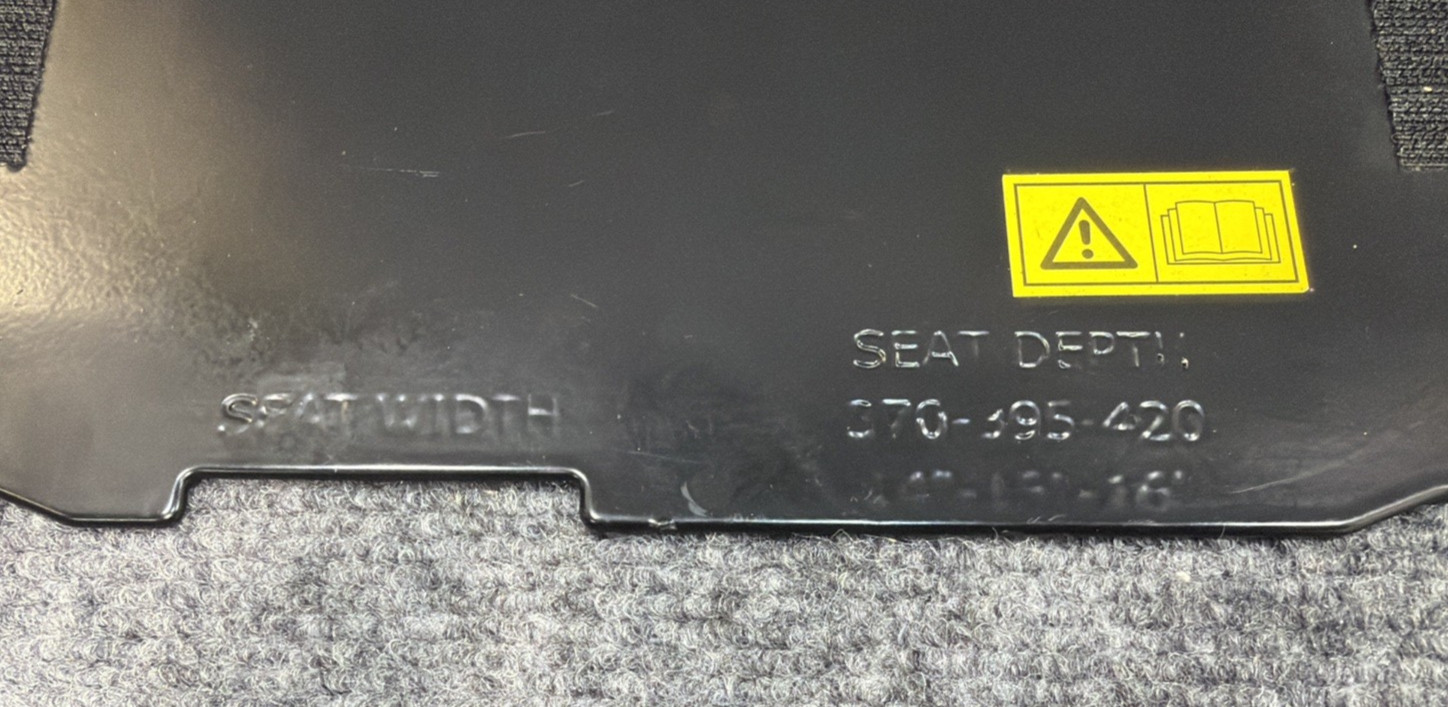 SEAT WIDTH
SEAT DEPTH
370-395-420